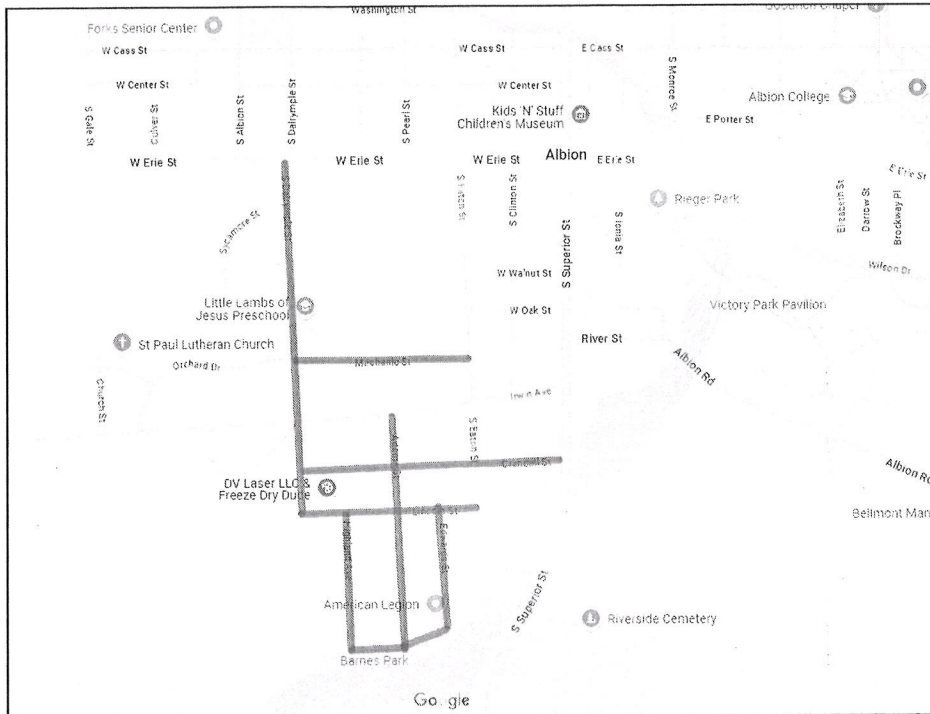 Washington St
Forks Senior Center
W Cass St
W Cass St
E Cass St
W Center St
W Center St
S Monroe St
Albion College
S Gale St
Culver St
S Albion St
S Dalrymple St
S Pearl St
Kids 'N' Stuff
Children's Museum
E Porter St
W Erie St
W Erie St
W Erie St
Albion
E Erie St
E Erie St
S Clinton St
Rieger Park
Elizabeth St
Darrow St
Brockway Pl
Sycamore St
S Superior St
S Ionia St
Wilson Dr
W Walnut St
Little Lambs of
Jesus Preschool
W Oak St
Victory Park Pavilion
St Paul Lutheran Church
River St
Orchard Dr
Mechanic St
Albion Rd
Church St
Irwin Ave
S Eaton St
Albion Rd
DV Laser LLC &
Freeze Dry Dude
Bellmont Man
American Legion
S Superior St
Riverside Cemetery
Barnes Park
Google